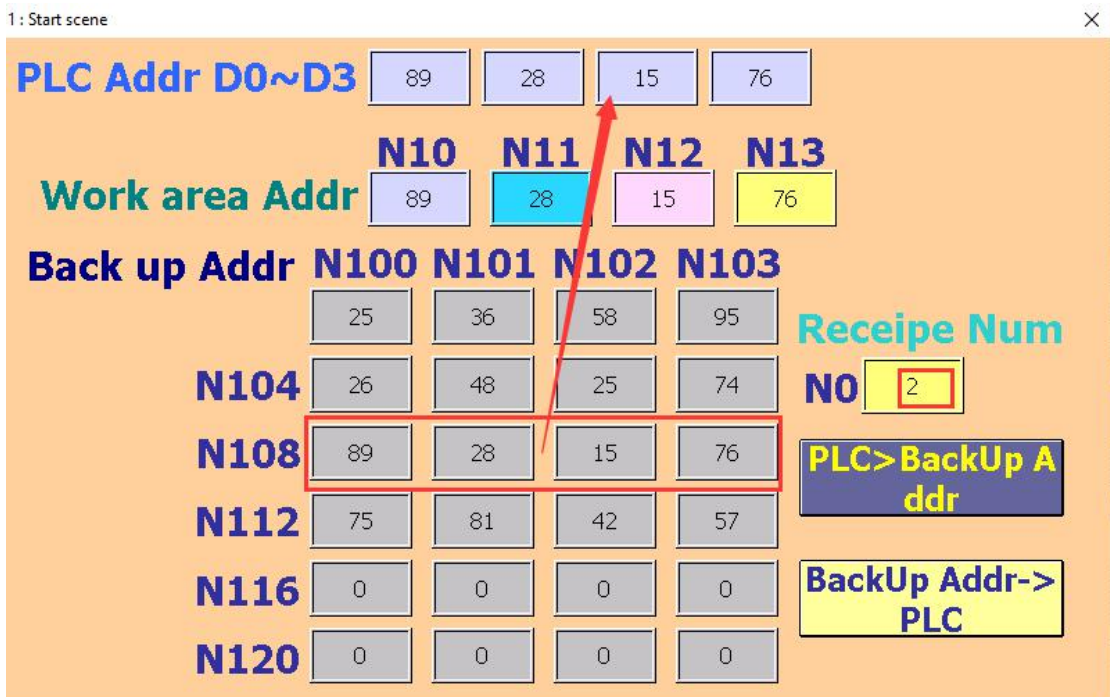 1 : Start scene
PLC Addr D0~D3 89 28 15 76
N10 N11 N12 N13
Work area Addr 89 28 15 76
Back up Addr N100 N101 N102 N103
25 36 58 95
Receipe Num
N104 26 48 25 74
N0 2
N108 89 28 15 76
PLC>BackUp A
ddr
N112 75 81 42 57
N116 0 0 0 0
BackUp Addr->
PLC
N120 0 0 0 0